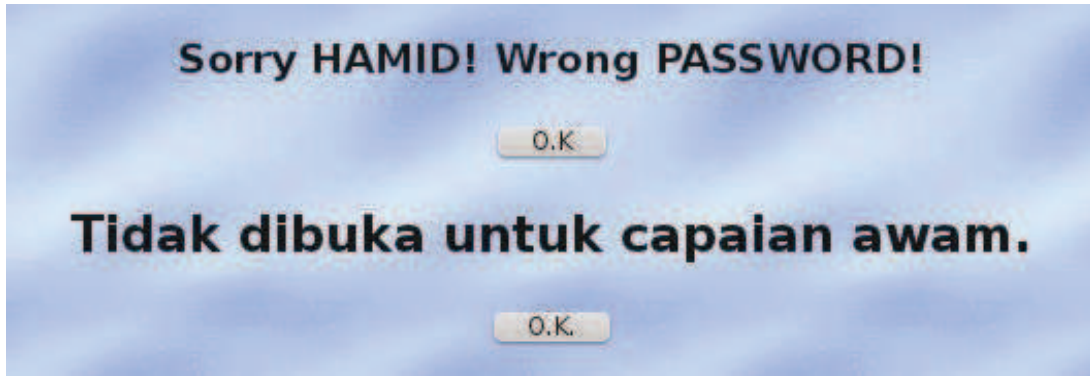 Sorry HAMID! Wrong PASSWORD!
O.K
Tidak dibuka untuk capaian awam.
O.K.